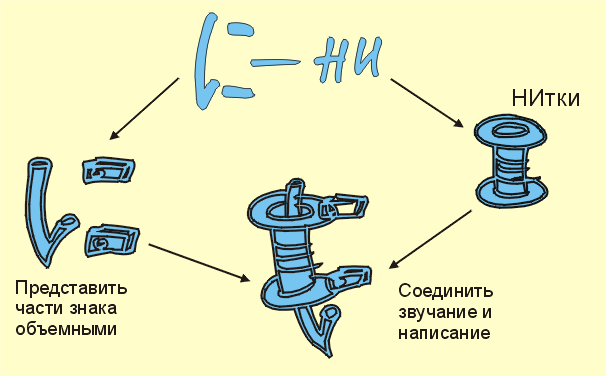 に — ни
НИтки
Представить
части знака
объемными
Соединить
звучание и
написание